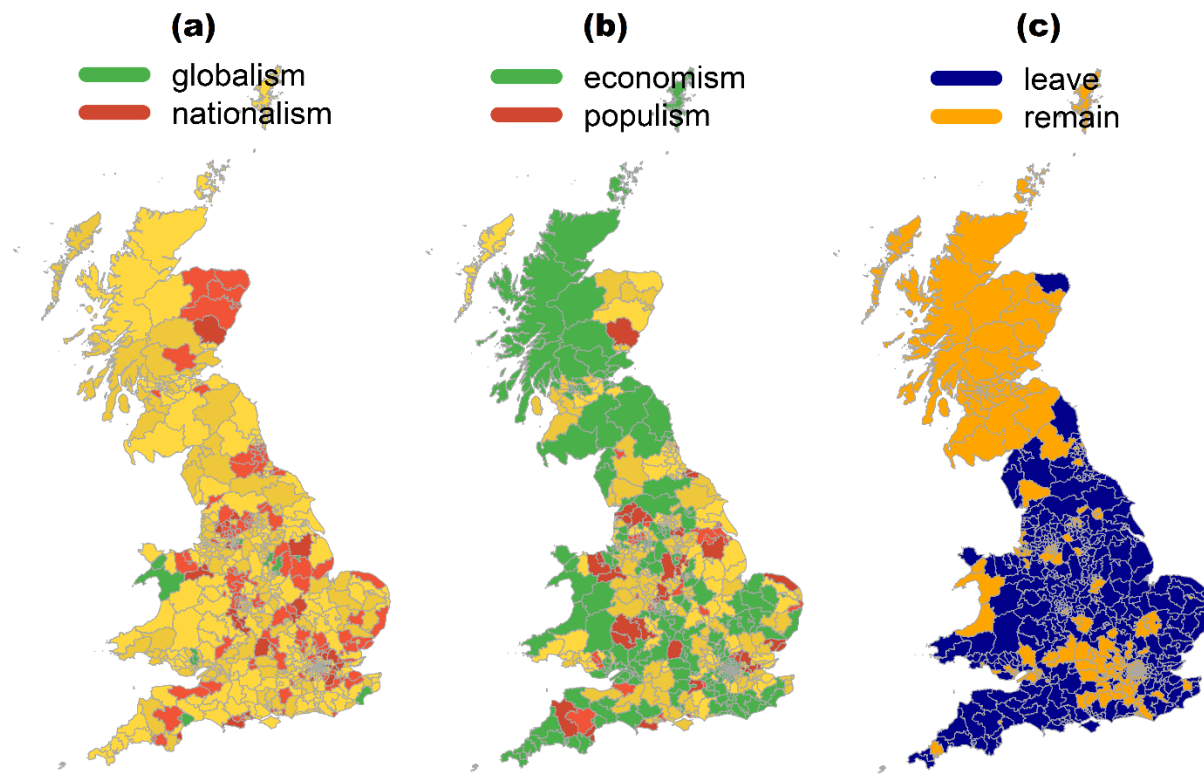 (a)
globalism
nationalism
(b)
economism
populism
(c)
leave
remain